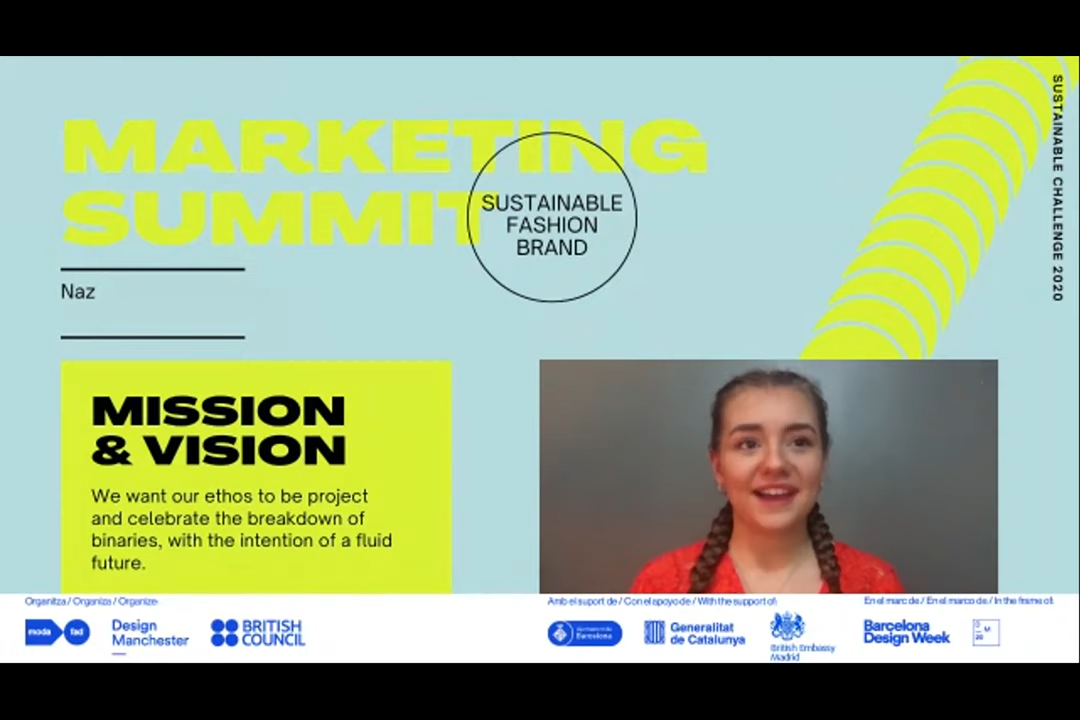 MARKETING
SUMMIT
SUSTAINABLE
FASHION
BRAND
SUSTAINABLE CHALLENGE 2020
Naz
MISSION
& VISION
We want our ethos to be project
and celebrate the breakdown of
binaries, with the intention of a fluid
future.
Organitza / Organiza / Organize:
moda fad
Design
Manchester
BRITISH
COUNCIL
Amb el suport de / Con el apoyo de / With the support of:
Ajuntament de
Barcelona
Generalitat
de Catalunya
British Embassy
Madrid
En el marc de / En el marco de / In the frame of:
Barcelona
Design Week
D M
20